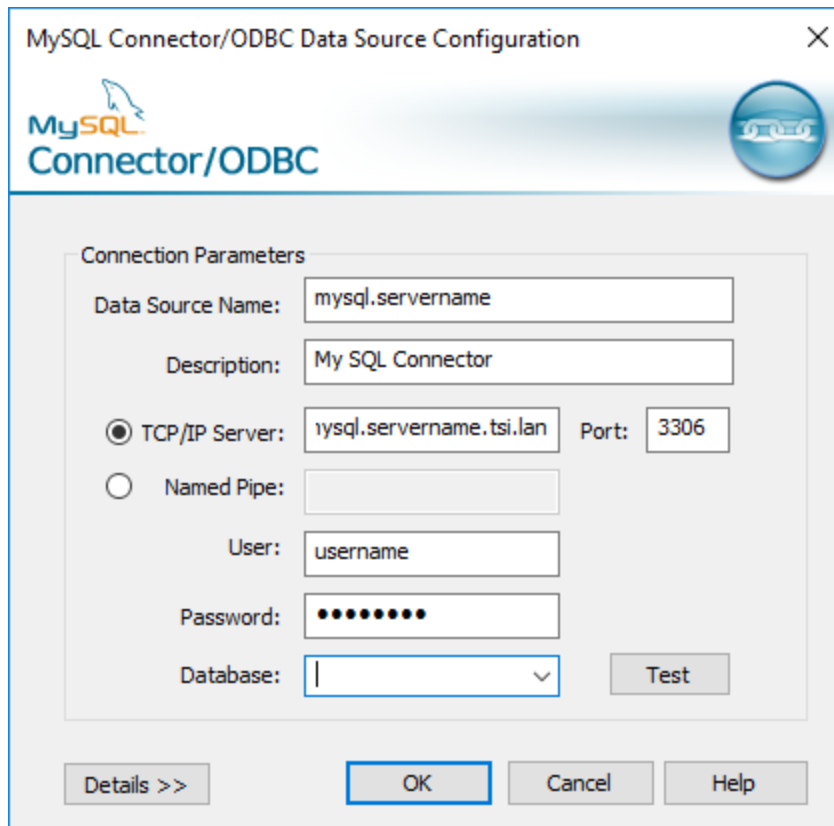 MySQL Connector/ODBC Data Source Configuration
MySQL
Connector/ODBC
Connection Parameters
Data Source Name: mysql.servername
Description: My SQL Connector
TCP/IP Server: ysql.servername.tsi.lan Port: 3306
Named Pipe:
User: username
Password: ••••••••
Database:
Test
Details >> OK Cancel Help